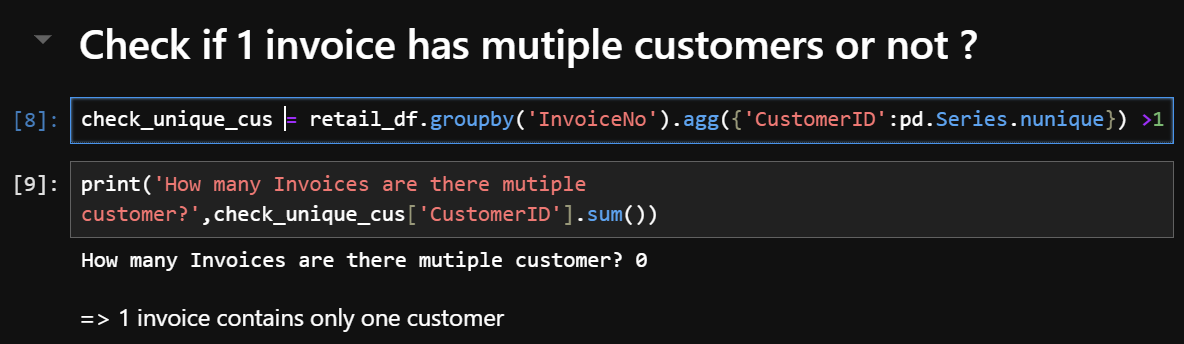 Check if 1 invoice has mutiple customers or not ?
[8]: check_unique_cus = retail_df.groupby('InvoiceNo').agg({'CustomerID':pd.Series.nunique}) >1
[9]: print('How many Invoices are there mutiple
customer?',check_unique_cus['CustomerID'].sum())
How many Invoices are there mutiple customer? 0
=> 1 invoice contains only one customer